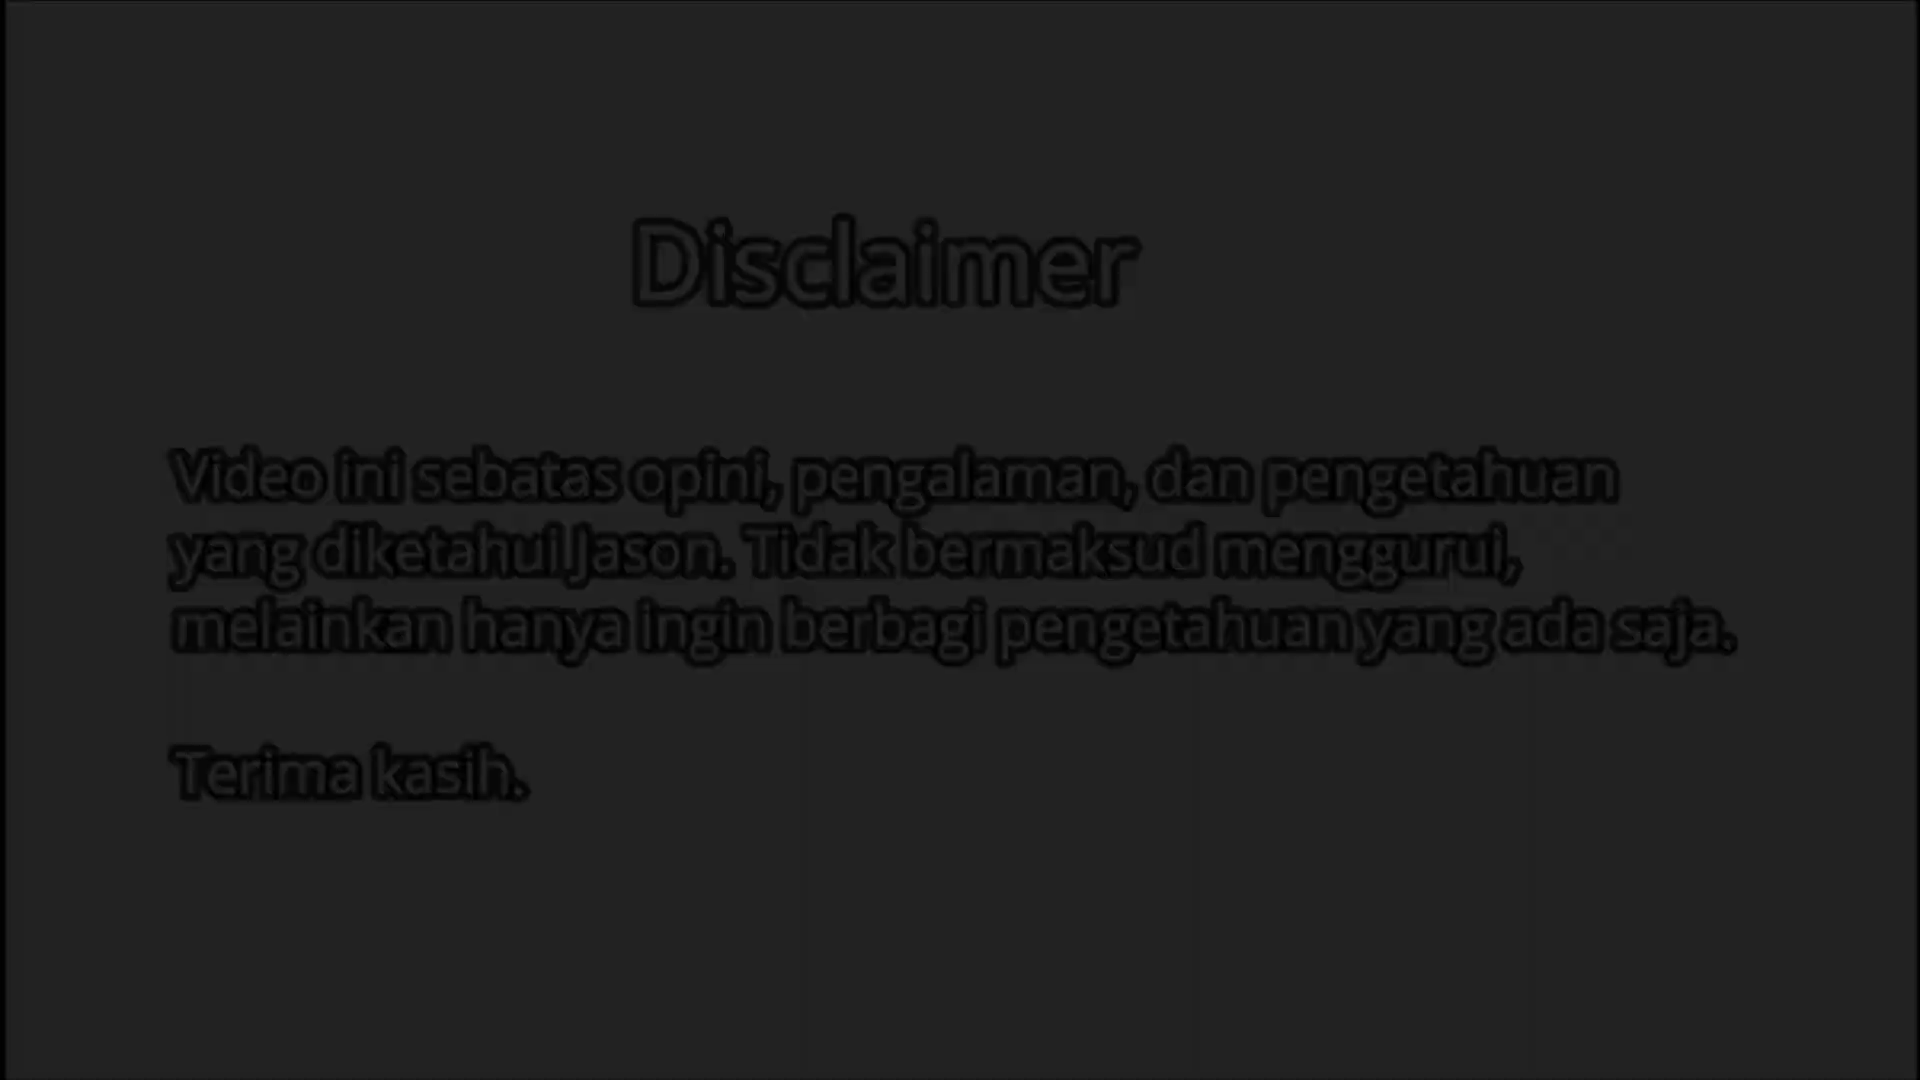 Disclaimer
Video ini sebatas opini, pengalaman, dan pengetahuan
yang diketahui Jason. Tidak bermaksud menggurui,
melainkan hanya ingin berbagi pengetahuan yang ada saja.
Terima kasih.